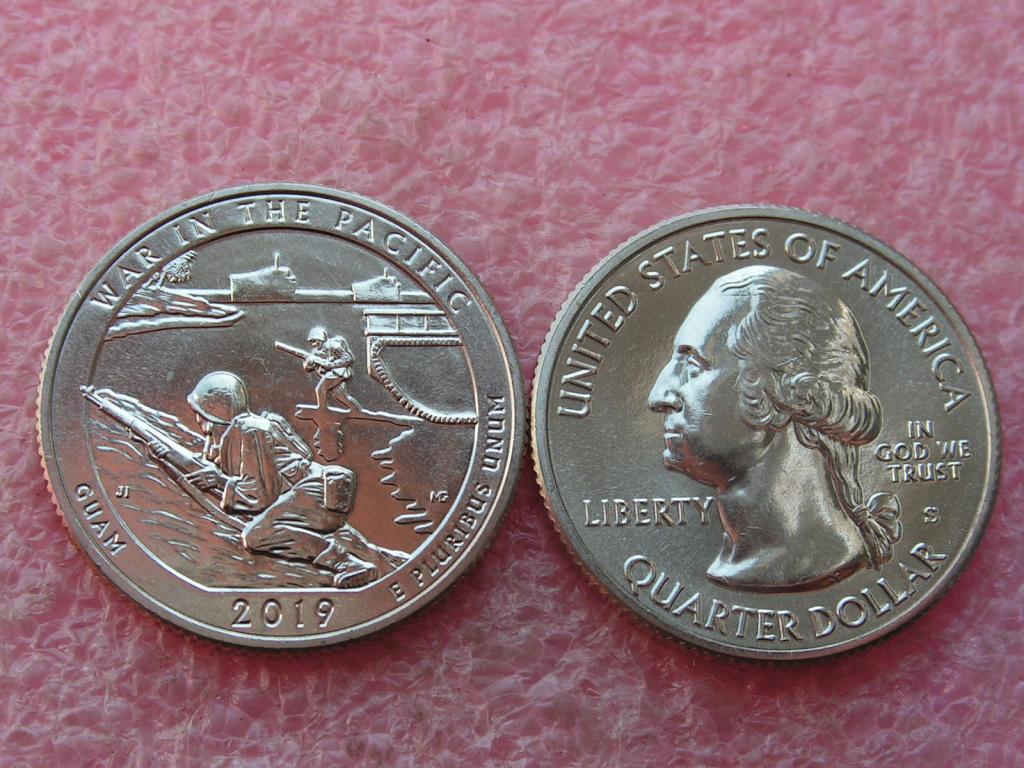 WAR IN THE PACIFIC
JI
MG
GUAM
2019
E PLURIBUS UNUM
UNITED STATES OF AMERICA
IN
GOD WE
TRUST
LIBERTY
S
QUARTER DOLLAR